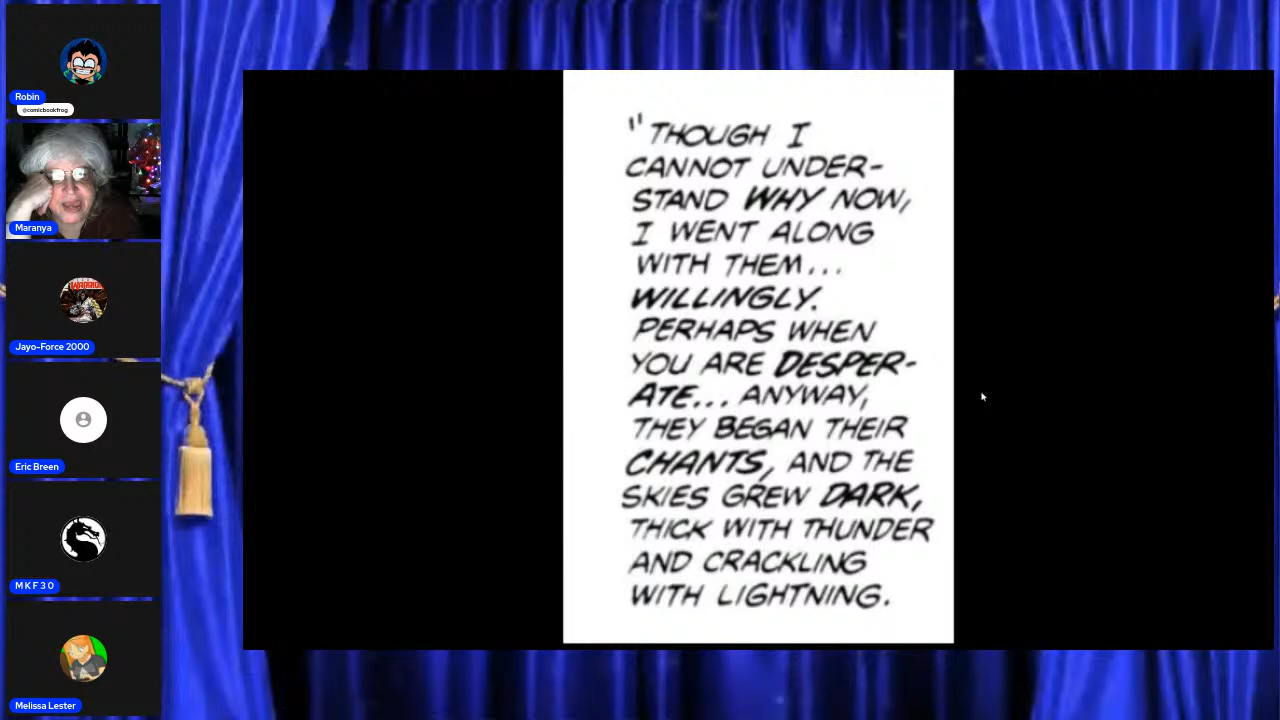 Robin
@comicbookfrog
Maranya
Jayo-Force 2000
Eric Breen
M K F 3 0
Melissa Lester
"THOUGH I
CANNOT UNDER-
STAND WHY NOW,
I WENT ALONG
WITH THEM...
WILLINGLY.
PERHAPS WHEN
YOU ARE DESPER-
ATE... ANYWAY,
THEY BEGAN THEIR
CHANTS, AND THE
SKIES GREW DARK,
THICK WITH THUNDER
AND CRACKLING
WITH LIGHTNING.